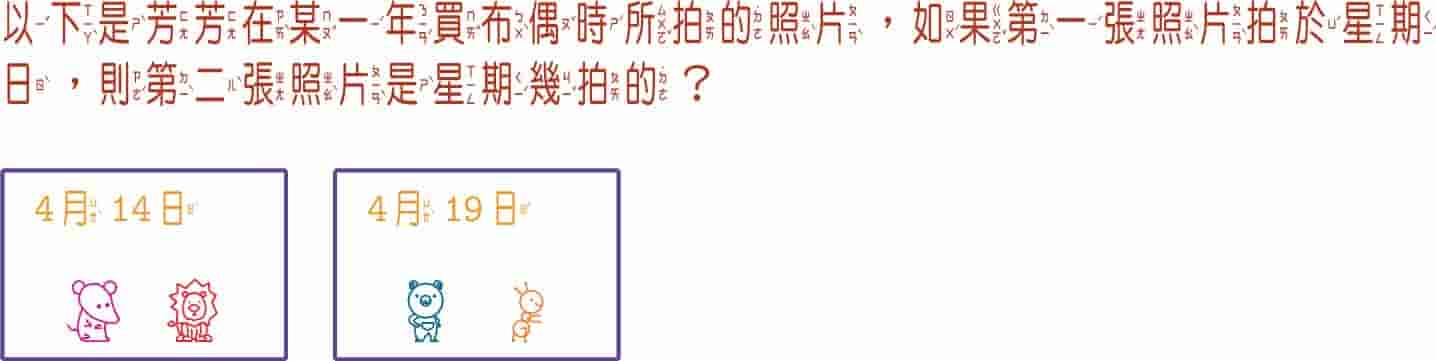 以下是芳芳在某一年買布偶時所拍的照片，如果第一張照片拍於星期
日，則第二張照片是星期幾拍的？
4月14日
4月19日